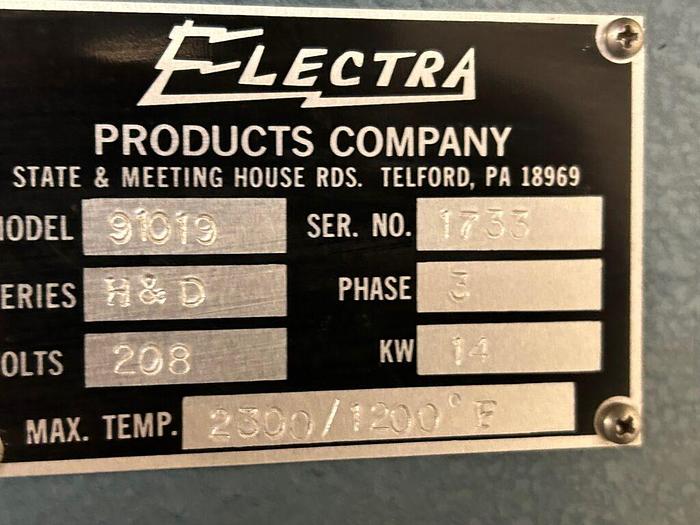 ELECTRA
PRODUCTS COMPANY
STATE & MEETING HOUSE RDS. TELFORD, PA 18969
MODEL 91019 SER. NO. 1733
ERIES H & D PHASE 3
OLTS 208 KW 14
MAX. TEMP. 2300/1200°F